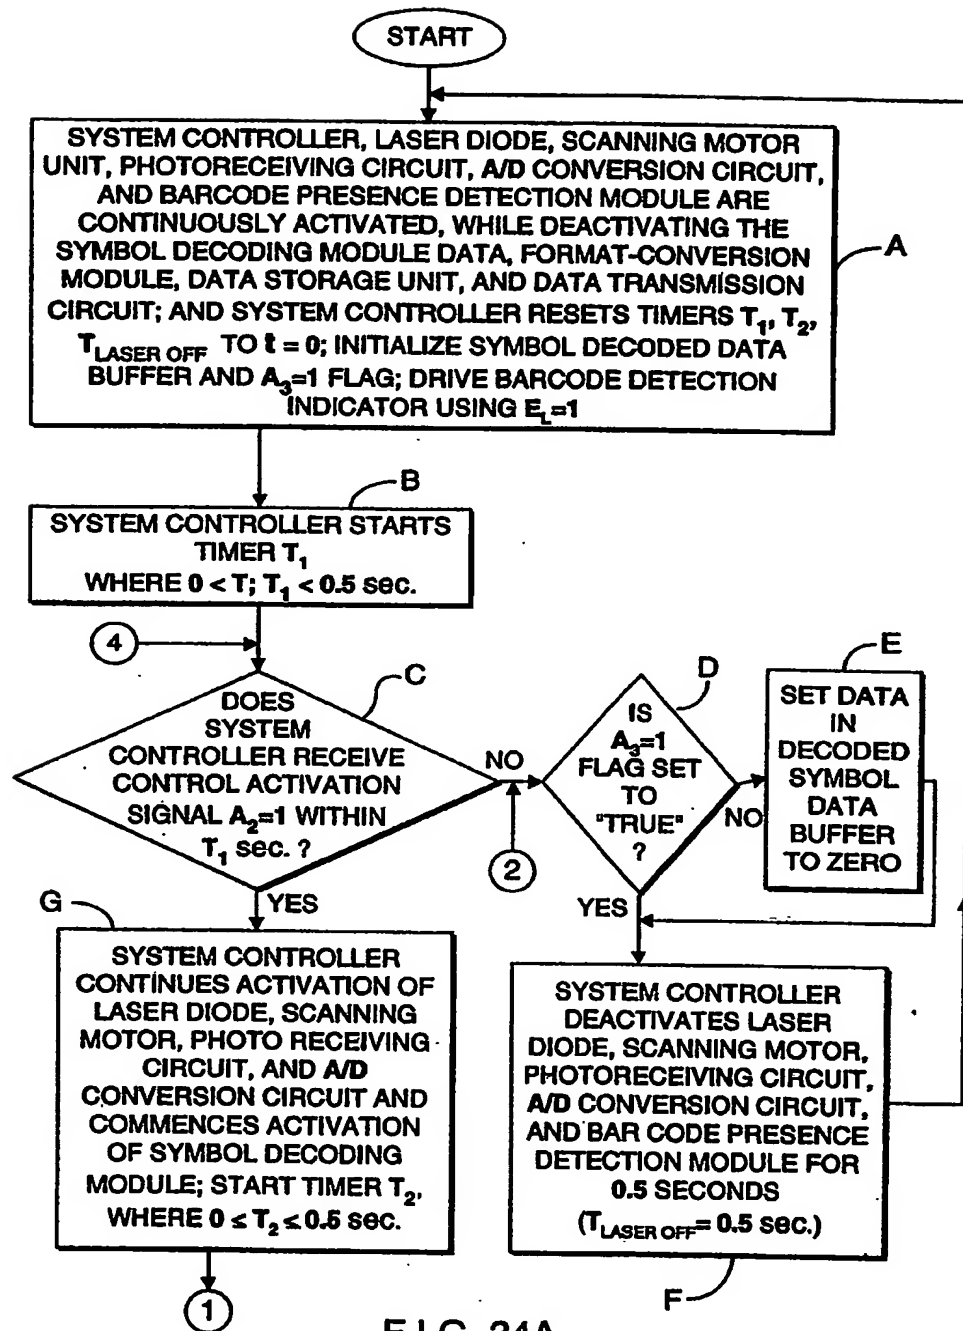 START
SYSTEM CONTROLLER, LASER DIODE, SCANNING MOTOR
UNIT, PHOTORECEIVING CIRCUIT, A/D CONVERSION CIRCUIT,
AND BARCODE PRESENCE DETECTION MODULE ARE
CONTINUOUSLY ACTIVATED, WHILE DEACTIVATING THE
SYMBOL DECODING MODULE DATA, FORMAT-CONVERSION
MODULE, DATA STORAGE UNIT, AND DATA TRANSMISSION
CIRCUIT; AND SYSTEM CONTROLLER RESETS TIMERS T1, T2,
TLASER OFF TO t = 0; INITIALIZE SYMBOL DECODED DATA
BUFFER AND A3=1 FLAG; DRIVE BARCODE DETECTION
INDICATOR USING EL=1
A
B
SYSTEM CONTROLLER STARTS
TIMER T1
WHERE 0 < T; T1 < 0.5 sec.
4
C
DOES
SYSTEM
CONTROLLER RECEIVE
CONTROL ACTIVATION
SIGNAL A2=1 WITHIN
T1 sec. ?
NO
2
D
IS
A3=1
FLAG SET
TO
"TRUE"
?
NO
E
SET DATA
IN
DECODED
SYMBOL
DATA
BUFFER
TO ZERO
YES
YES
G
SYSTEM CONTROLLER
CONTINUES ACTIVATION OF
LASER DIODE, SCANNING
MOTOR, PHOTO RECEIVING
CIRCUIT, AND A/D
CONVERSION CIRCUIT AND
COMMENCES ACTIVATION
OF SYMBOL DECODING
MODULE; START TIMER T2,
WHERE 0 ≤ T2 ≤ 0.5 sec.
1
SYSTEM CONTROLLER
DEACTIVATES LASER
DIODE, SCANNING MOTOR,
PHOTORECEIVING CIRCUIT,
A/D CONVERSION CIRCUIT,
AND BAR CODE PRESENCE
DETECTION MODULE FOR
0.5 SECONDS
(TLASER OFF= 0.5 sec.)
F
FIG. 24A